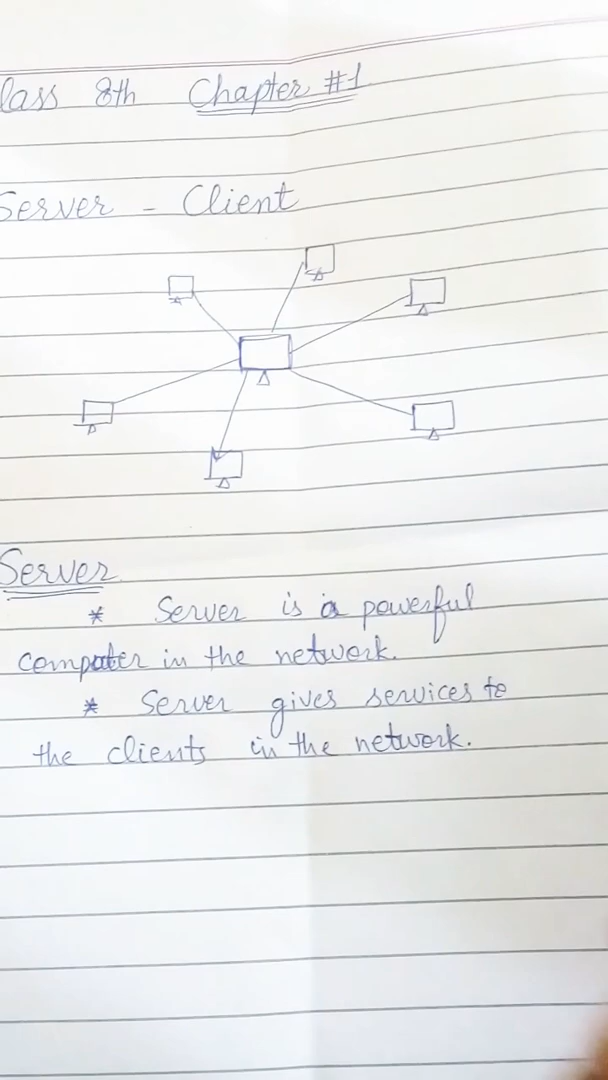 lass 8th Chapter #1
Server - Client
Server
* Server is a powerful
computer in the network.
* Server gives services to
the clients in the network.